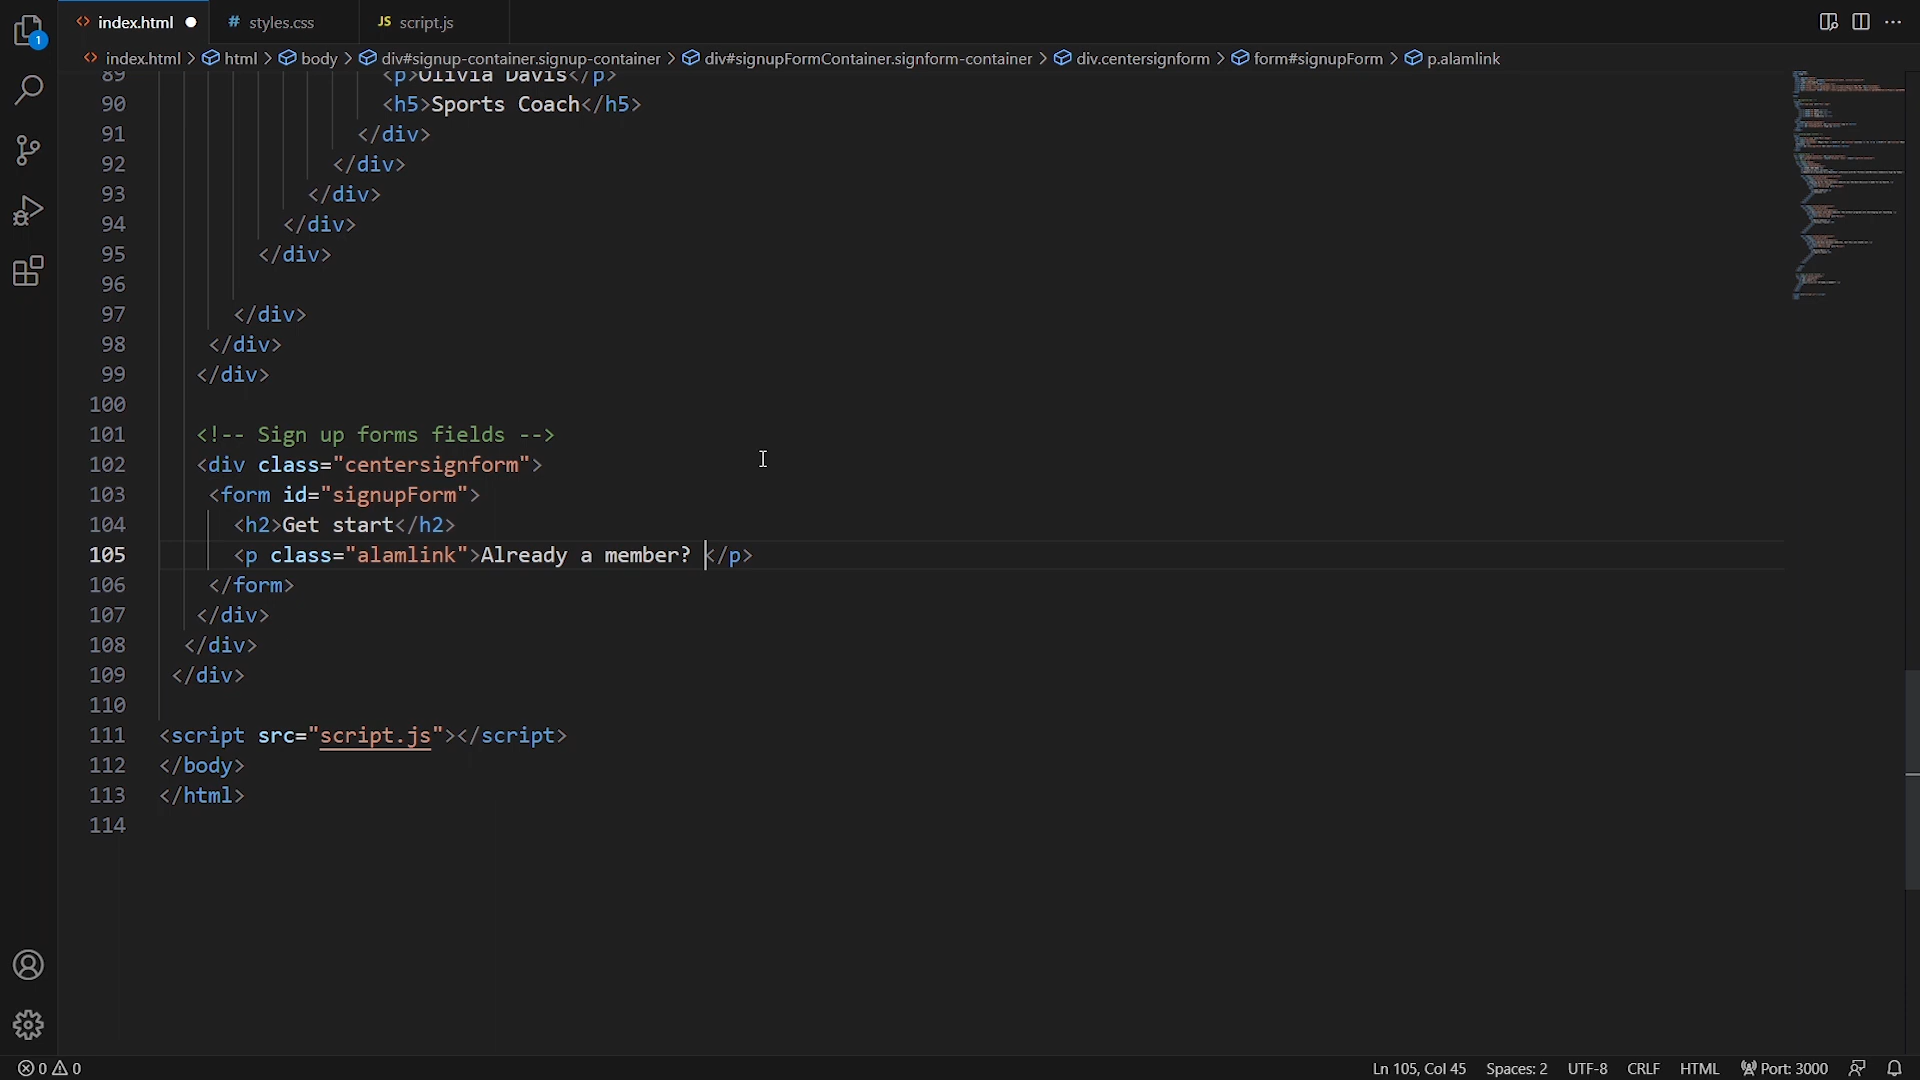 index.html
styles.css
JS script.js
index.html > html > body > div#signup-container.signup-container > div#signupFormContainer.signform-container > div.centersignform > form#signupForm > p.alamlink
1
89 <p>Olivia Davis</p>
90 <h5>Sports Coach</h5>
91 </div>
92 </div>
93 </div>
94 </div>
95 </div>
96
97 </div>
98 </div>
99 </div>
100
101 <!-- Sign up forms fields -->
102 <div class="centersignform">
103 <form id="signupForm">
104 <h2>Get start</h2>
105 <p class="alamlink">Already a member? </p>
106 </form>
107 </div>
108 </div>
109 </div>
110
111 <script src="script.js"></script>
112 </body>
113 </html>
114
0 0 Ln 105, Col 45 Spaces: 2 UTF-8 CRLF HTML Port: 3000